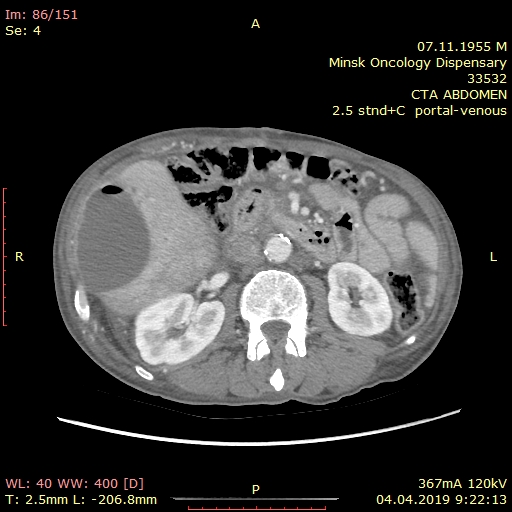 Im: 86/151
Se: 4
A
07.11.1955 M
Minsk Oncology Dispensary
33532
CTA ABDOMEN
2.5 stnd+C portal-venous
R
L
WL: 40 WW: 400 [D]
T: 2.5mm L: -206.8mm
P
367mA 120kV
04.04.2019 9:22:13